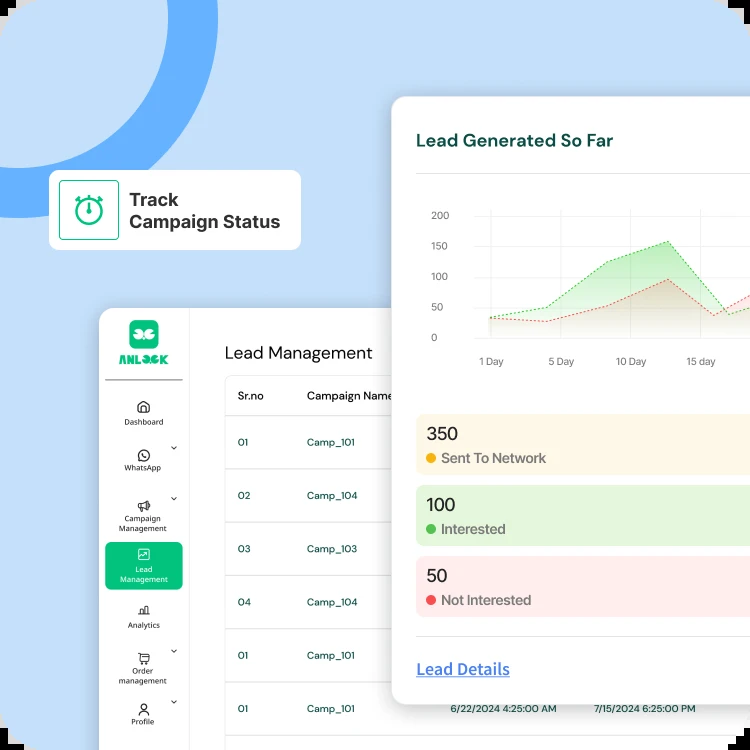 Track
Campaign Status
Lead Generated So Far
200
150
100
50
0
1 Day
5 Day
10 Day
15 day
350
Sent To Network
100
Interested
50
Not Interested
Lead Details
ANLOCK
Dashboard
WhatsApp
Campaign
Management
Lead
Management
Analytics
Order
management
Profile
Lead Management
Sr.no Campaign Name
01 Camp_101
02 Camp_104
03 Camp_103
04 Camp_104
01 Camp_101
01 Camp_101 6/22/2024 4:25:00 AM 7/15/2024 6:25:00 PM